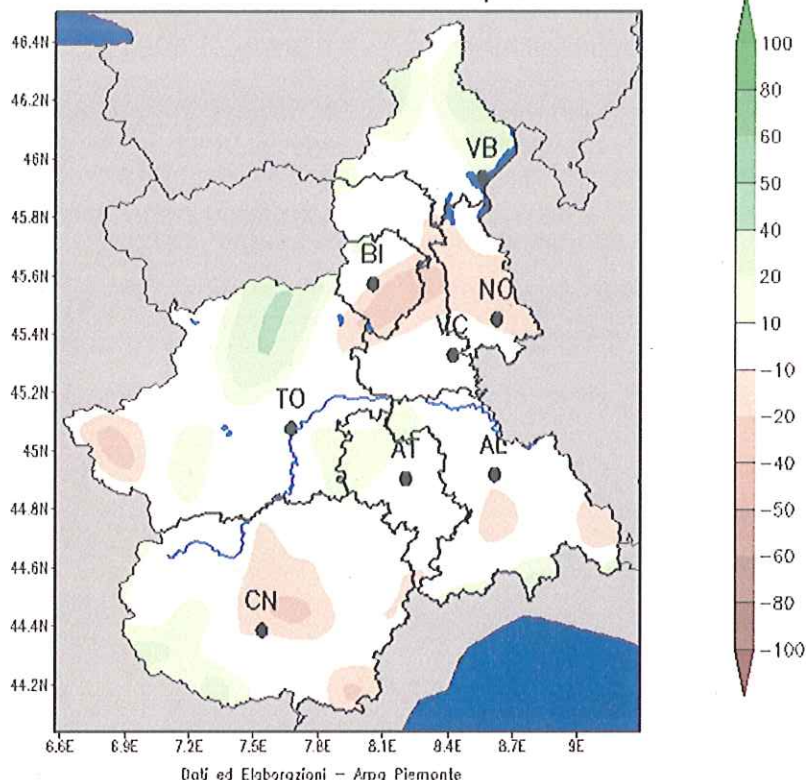 46.4N
46.2N
46N
45.8N
45.6N
45.4N
45.2N
45N
44.8N
44.6N
44.4N
44.2N
6.6E 6.9E 7.2E 7.5E 7.8E 8.1E 8.4E 8.7E 9E
VB
BI
NO
VC
TO
AT
AL
CN
100
80
60
50
40
20
10
-10
-20
-40
-50
-60
-80
-100
Dati ed Elaborazioni - Arpa Piemonte